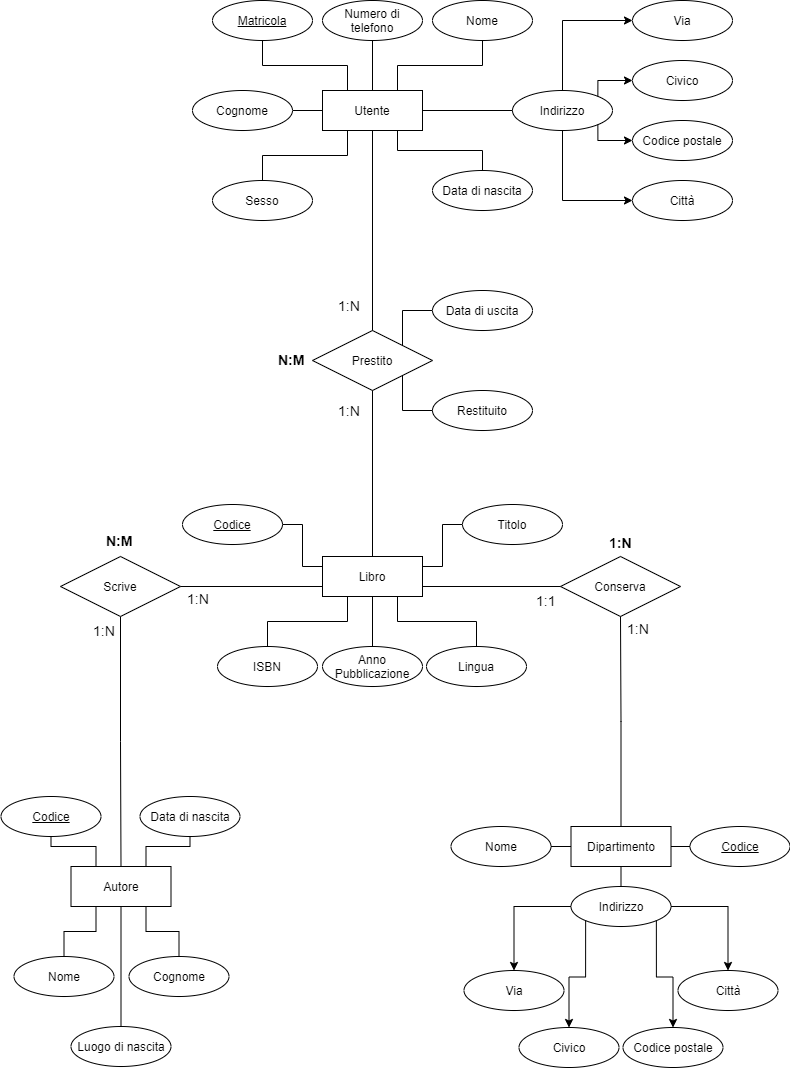 Matricola
Numero di
telefono
Nome
Via
Civico
Cognome
Utente
Indirizzo
Codice postale
Sesso
Data di nascita
Città
1:N
Data di uscita
N:M
Prestito
1:N
Restituito
Codice
Titolo
N:M
1:N
Scrive
Libro
Conserva
1:N
1:1
1:N
1:N
ISBN
Anno
Pubblicazione
Lingua
Codice
Data di nascita
Nome
Dipartimento
Codice
Autore
Indirizzo
Nome
Cognome
Via
Città
Luogo di nascita
Civico
Codice postale